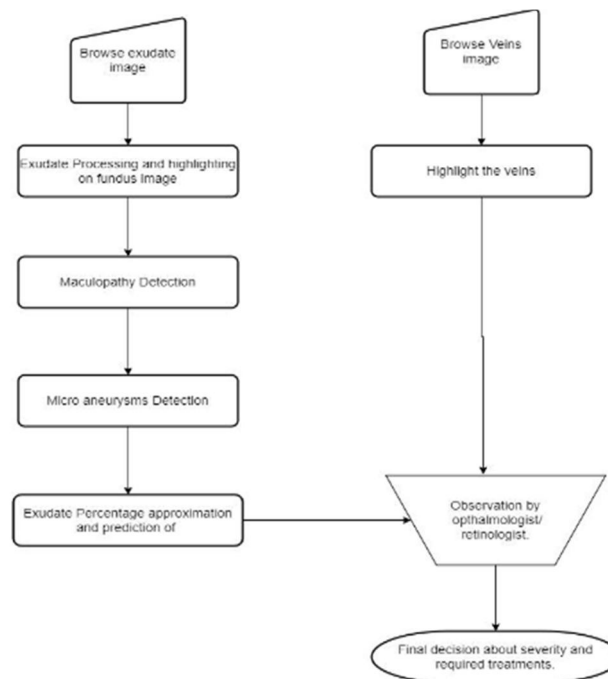 Browse exudate
image
Exudate Processing and highlighting
on fundus image
Maculopathy Detection
Micro aneurysms Detection
Exudate Percentage approximation
and prediction of
Browse Veins
image
Highlight the veins
Observation by
opthalmologist/
retinologist.
Final decision about severity and
required treatments.